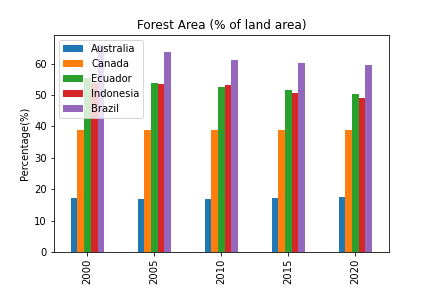 Forest Area (% of land area)
Australia
Canada
Ecuador
Indonesia
Brazil
Percentage(%)
60
50
40
30
20
10
0
2000
2005
2010
2015
2020